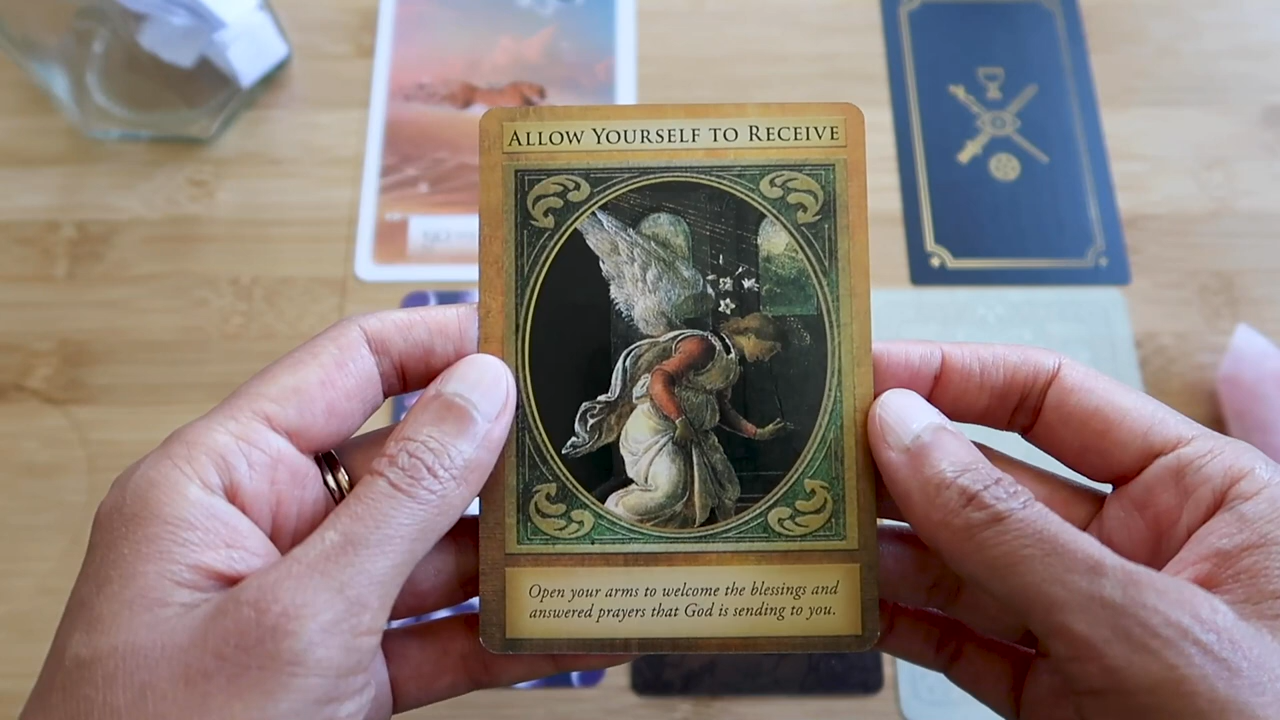 ALLOW YOURSELF TO RECEIVE
Open your arms to welcome the blessings and
answered prayers that God is sending to you.